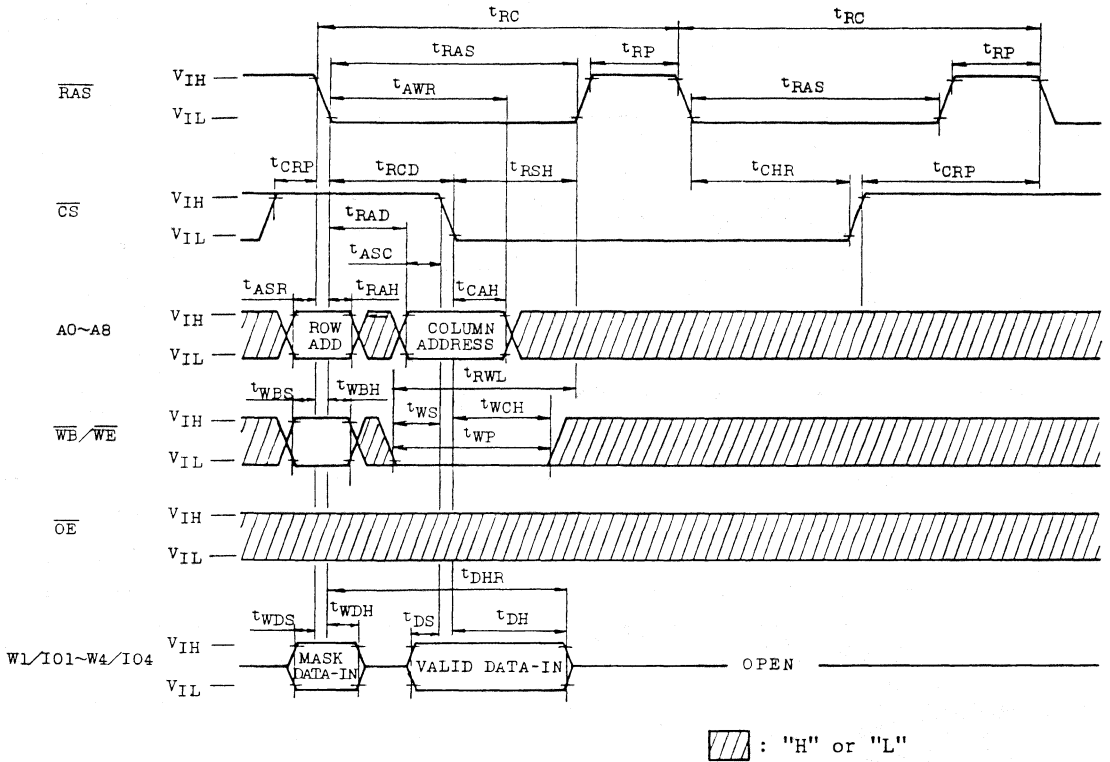 tRC tRC
tRAS tRP tRP
VIH
RAS
tAWR tRAS
VIL
tCRP tRCD tRSH tCHR tCRP
VIH
CS
tRAD
VIL
tASC
tASR tRAH tCAH
VIH
A0~A8
ROW ADD
COLUMN ADDRESS
VIL
tRWL
tWBS tWBH
tWS tWCH
VIH
WB/WE
tWP
VIL
VIH
OE
VIL
tDHR
tWDS tWDH tDS tDH
VIH
W1/IO1~W4/IO4
MASK DATA-IN
VALID DATA-IN
OPEN
VIL
: "H" or "L"